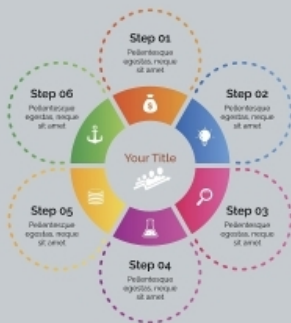 Step 01
Pellentesque
egestas, neque
sit amet
Step 02
Pellentesque
egestas, neque
sit amet
Step 03
Pellentesque
egestas, neque
sit amet
Step 04
Pellentesque
egestas, neque
sit amet
Step 05
Pellentesque
egestas, neque
sit amet
Step 06
Pellentesque
egestas, neque
sit amet
Your Title